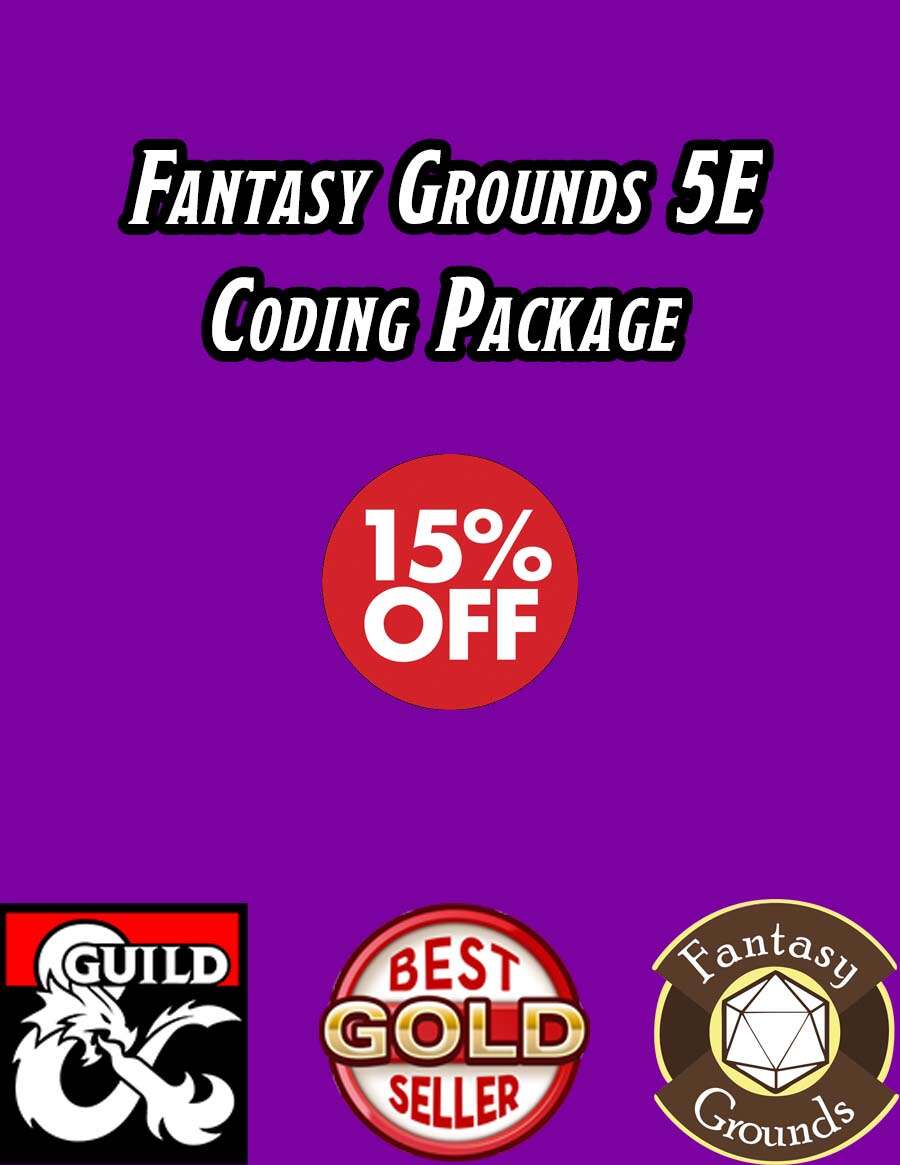 Fantasy Grounds 5E
Coding Package
15%
OFF
GUILD
BEST
GOLD
SELLER
Fantasy
Grounds